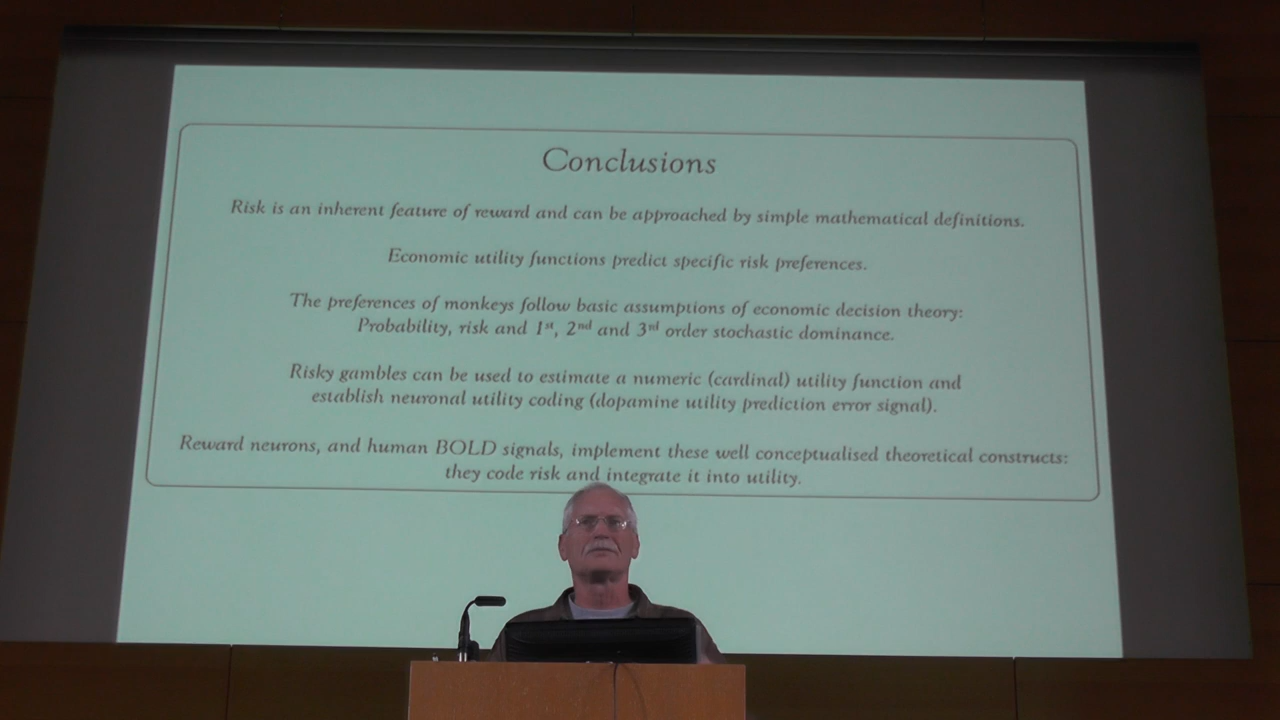 Conclusions
Risk is an inherent feature of reward and can be approached by simple mathematical definitions.
Economic utility functions predict specific risk preferences.
The preferences of monkeys follow basic assumptions of economic decision theory:
Probability, risk and 1st, 2nd and 3rd order stochastic dominance.
Risky gambles can be used to estimate a numeric (cardinal) utility function and
establish neuronal utility coding (dopamine utility prediction error signal).
Reward neurons, and human BOLD signals, implement these well conceptualised theoretical constructs:
they code risk and integrate it into utility.